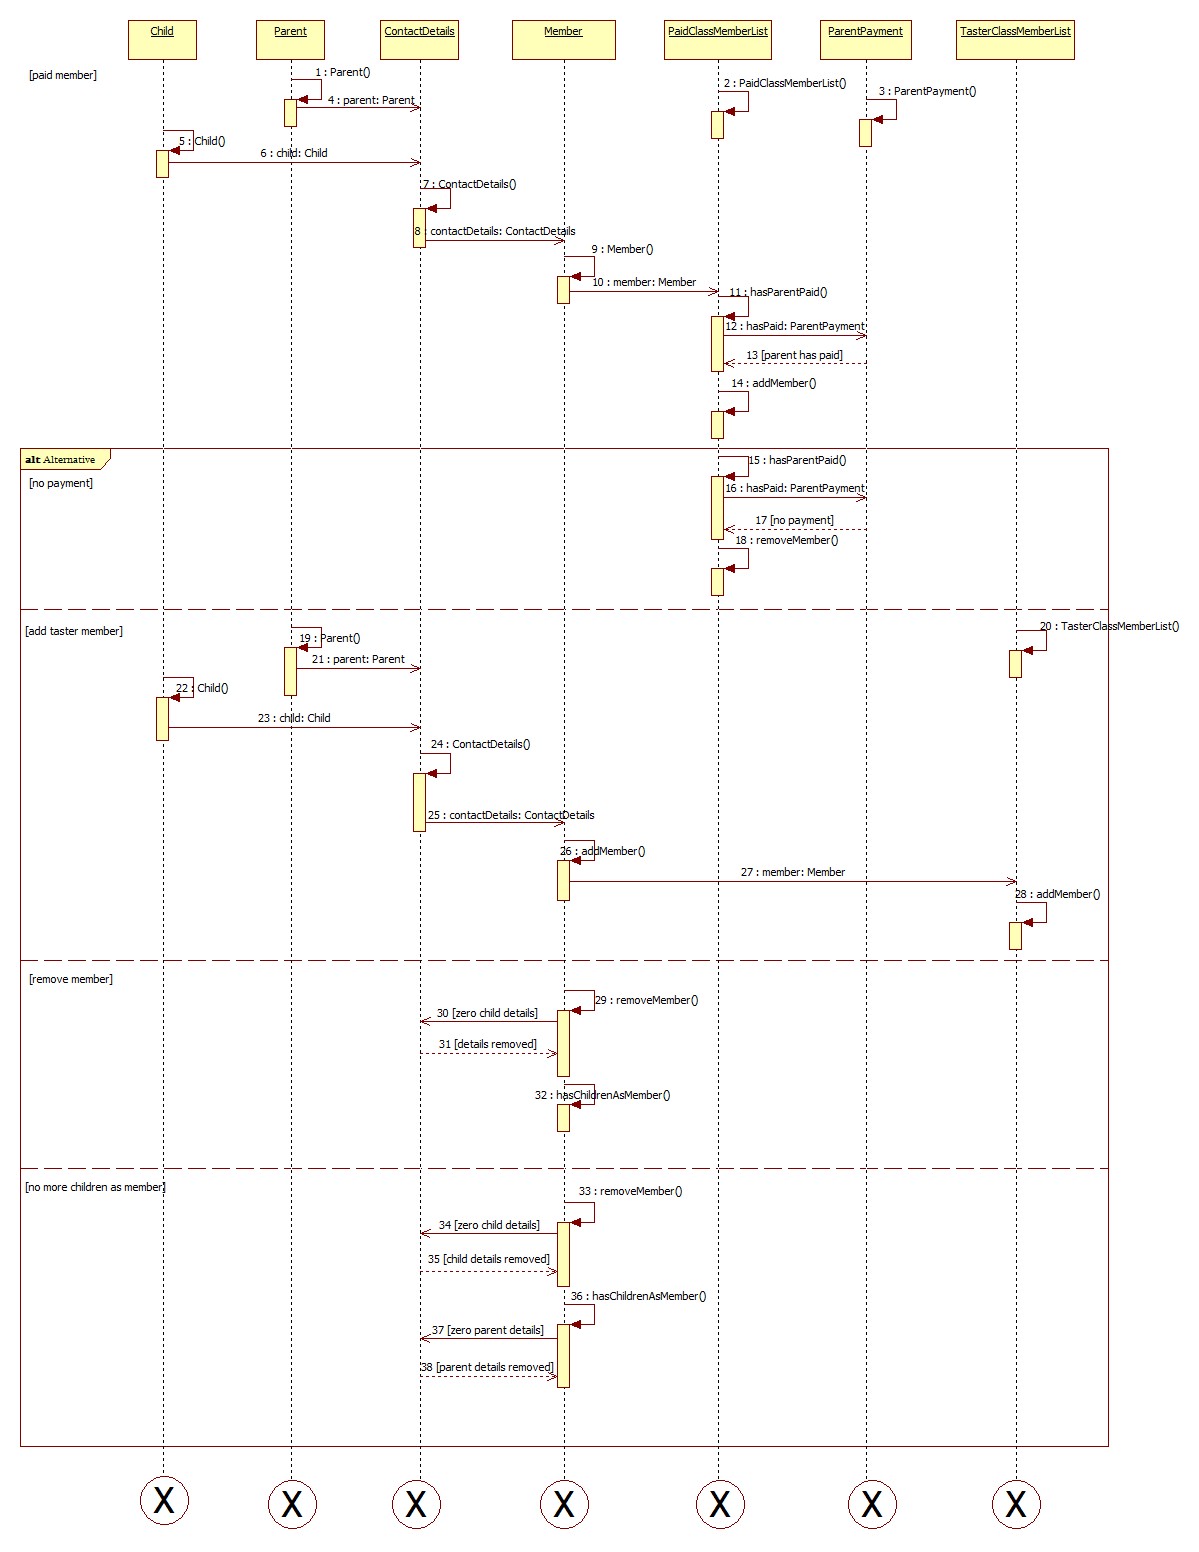 Child
Parent
ContactDetails
Member
PaidClassMemberList
ParentPayment
TasterClassMemberList
[paid member]
1 : Parent()
2 : PaidClassMemberList()
3 : ParentPayment()
4 : parent: Parent
5 : Child()
6 : child: Child
7 : ContactDetails()
8 : contactDetails: ContactDetails
9 : Member()
10 : member: Member
11 : hasParentPaid()
12 : hasPaid: ParentPayment
13 [parent has paid]
14 : addMember()
alt Alternative
[no payment]
15 : hasParentPaid()
16 : hasPaid: ParentPayment
17 [no payment]
18 : removeMember()
[add taster member]
19 : Parent()
20 : TasterClassMemberList()
21 : parent: Parent
22 : Child()
23 : child: Child
24 : ContactDetails()
25 : contactDetails: ContactDetails
26 : addMember()
27 : member: Member
28 : addMember()
[remove member]
29 : removeMember()
30 [zero child details]
31 [details removed]
32 : hasChildrenAsMember()
[no more children as member]
33 : removeMember()
34 [zero child details]
35 [child details removed]
36 : hasChildrenAsMember()
37 [zero parent details]
38 [parent details removed]
X X X X X X X